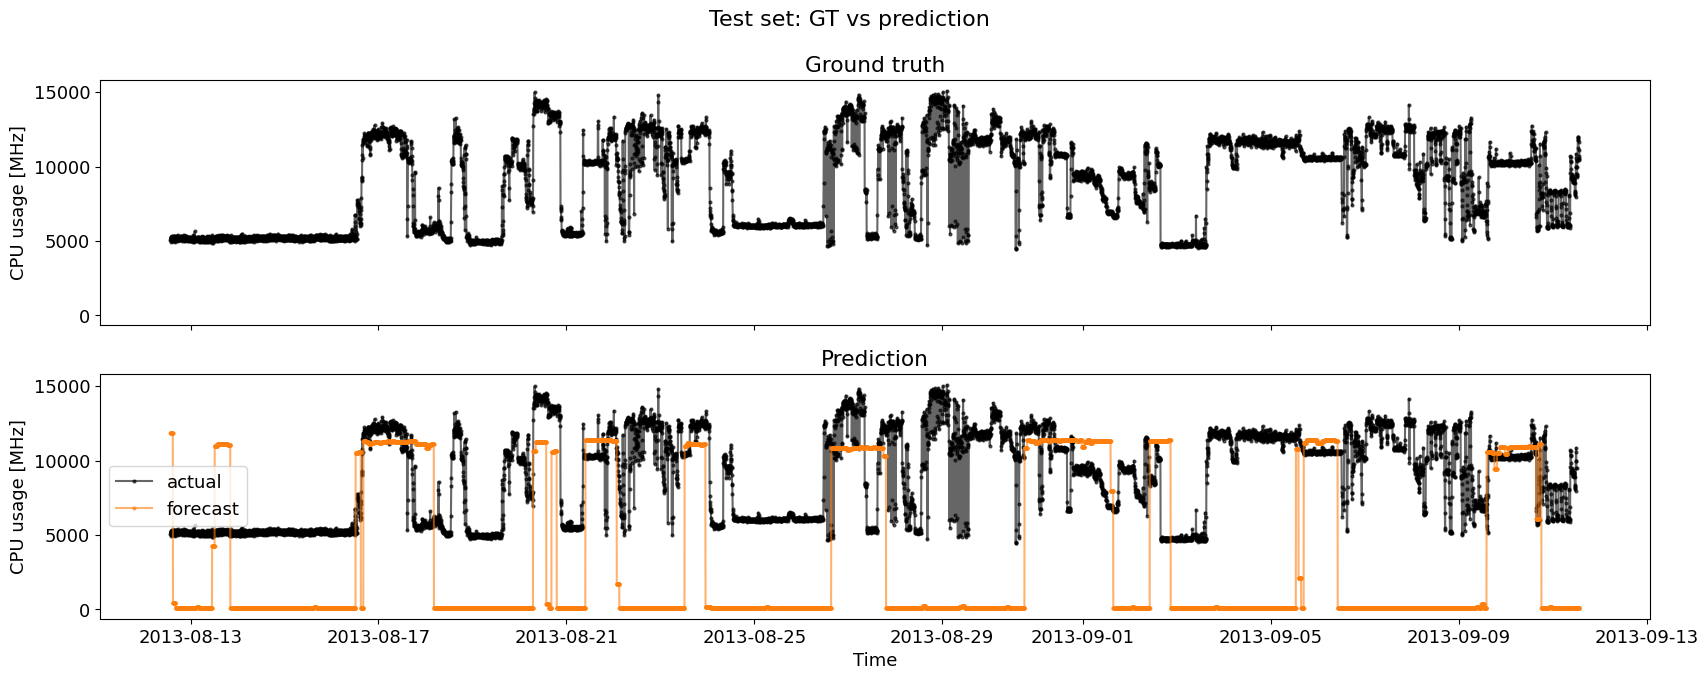 Test set: GT vs prediction
Ground truth
15000
10000
5000
0
CPU usage [MHz]
Prediction
15000
10000
5000
0
CPU usage [MHz]
actual
forecast
2013-08-13 2013-08-17 2013-08-21 2013-08-25 2013-08-29 2013-09-01 2013-09-05 2013-09-09 2013-09-13
Time